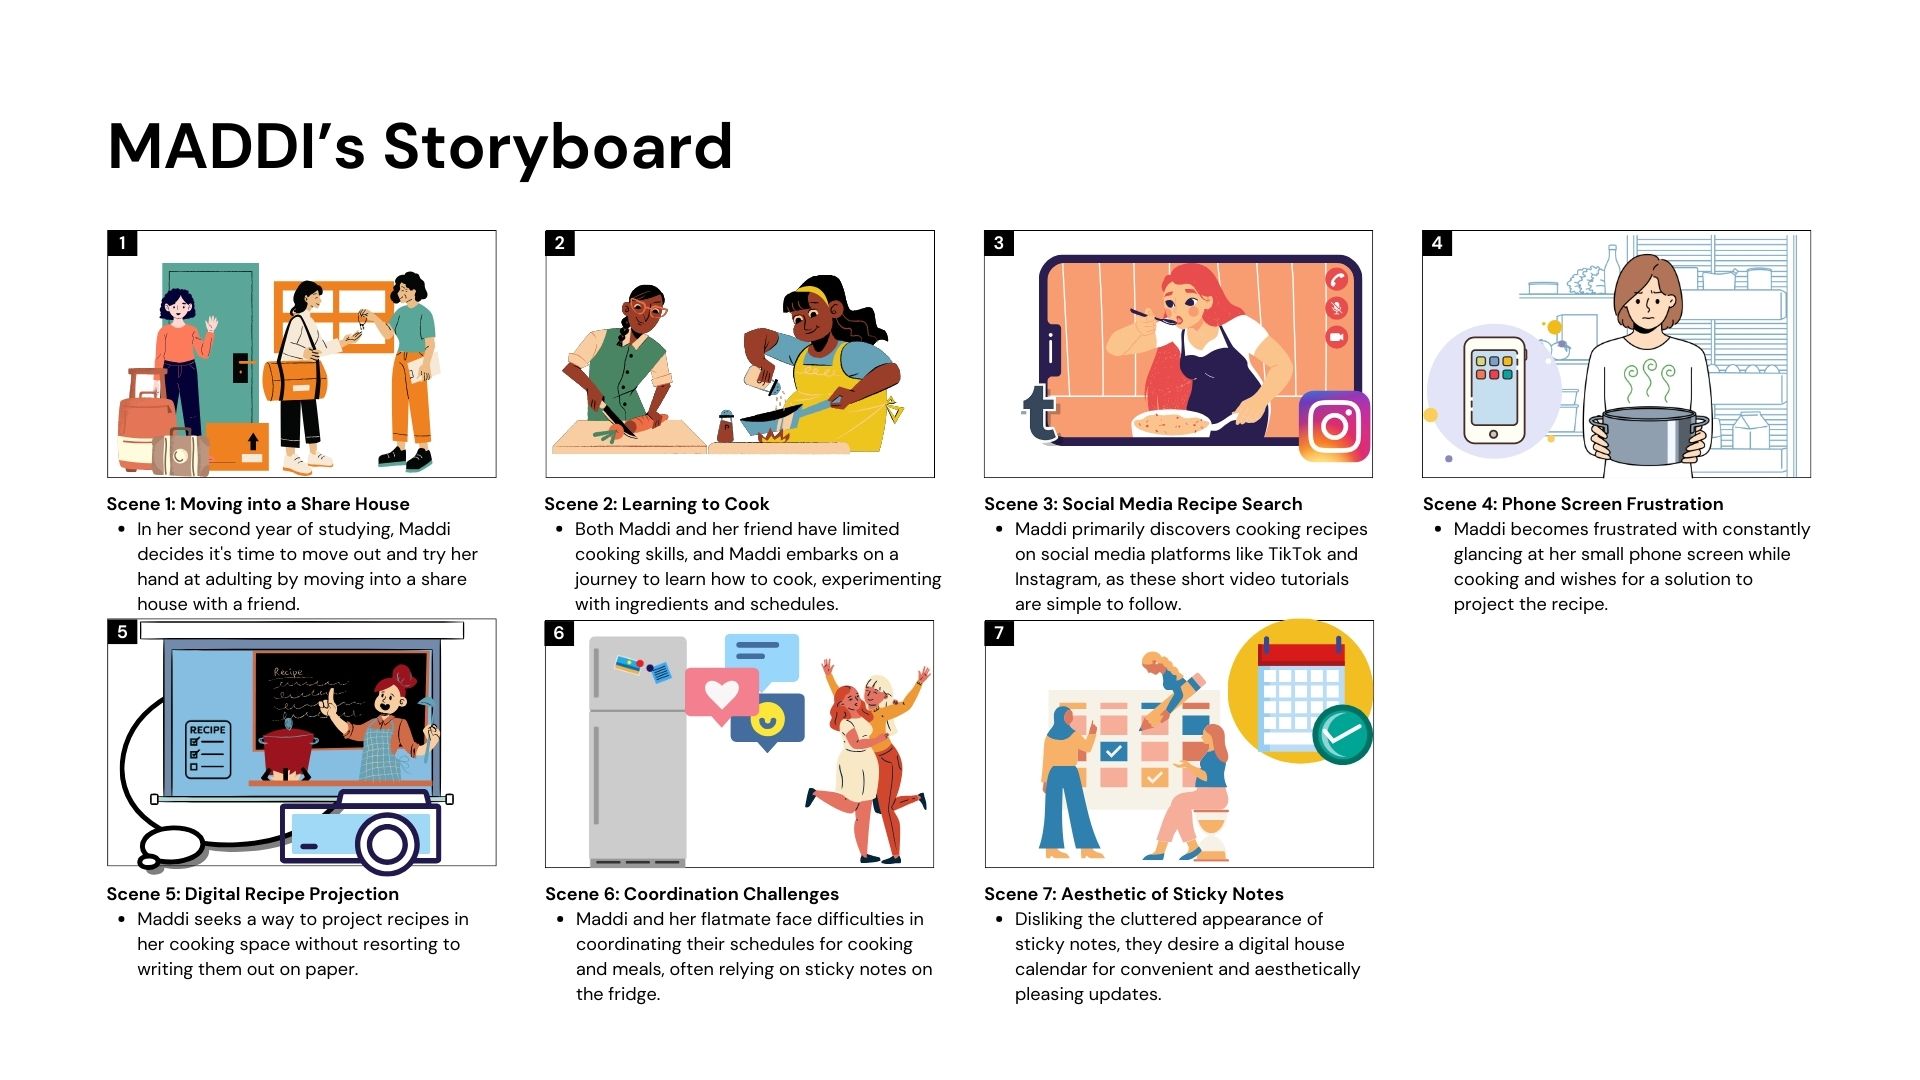 MADDI’s Storyboard
1
2
3
4
t
Scene 1: Moving into a Share House
• In her second year of studying, Maddi
decides it's time to move out and try her
hand at adulting by moving into a share
house with a friend.
Scene 2: Learning to Cook
• Both Maddi and her friend have limited
cooking skills, and Maddi embarks on a
journey to learn how to cook, experimenting
with ingredients and schedules.
Scene 3: Social Media Recipe Search
• Maddi primarily discovers cooking recipes
on social media platforms like TikTok and
Instagram, as these short video tutorials
are simple to follow.
Scene 4: Phone Screen Frustration
• Maddi becomes frustrated with constantly
glancing at her small phone screen while
cooking and wishes for a solution to
project the recipe.
5
Recipe
RECIPE
6
7
Scene 5: Digital Recipe Projection
• Maddi seeks a way to project recipes in
her cooking space without resorting to
writing them out on paper.
Scene 6: Coordination Challenges
• Maddi and her flatmate face difficulties in
coordinating their schedules for cooking
and meals, often relying on sticky notes on
the fridge.
Scene 7: Aesthetic of Sticky Notes
• Disliking the cluttered appearance of
sticky notes, they desire a digital house
calendar for convenient and aesthetically
pleasing updates.